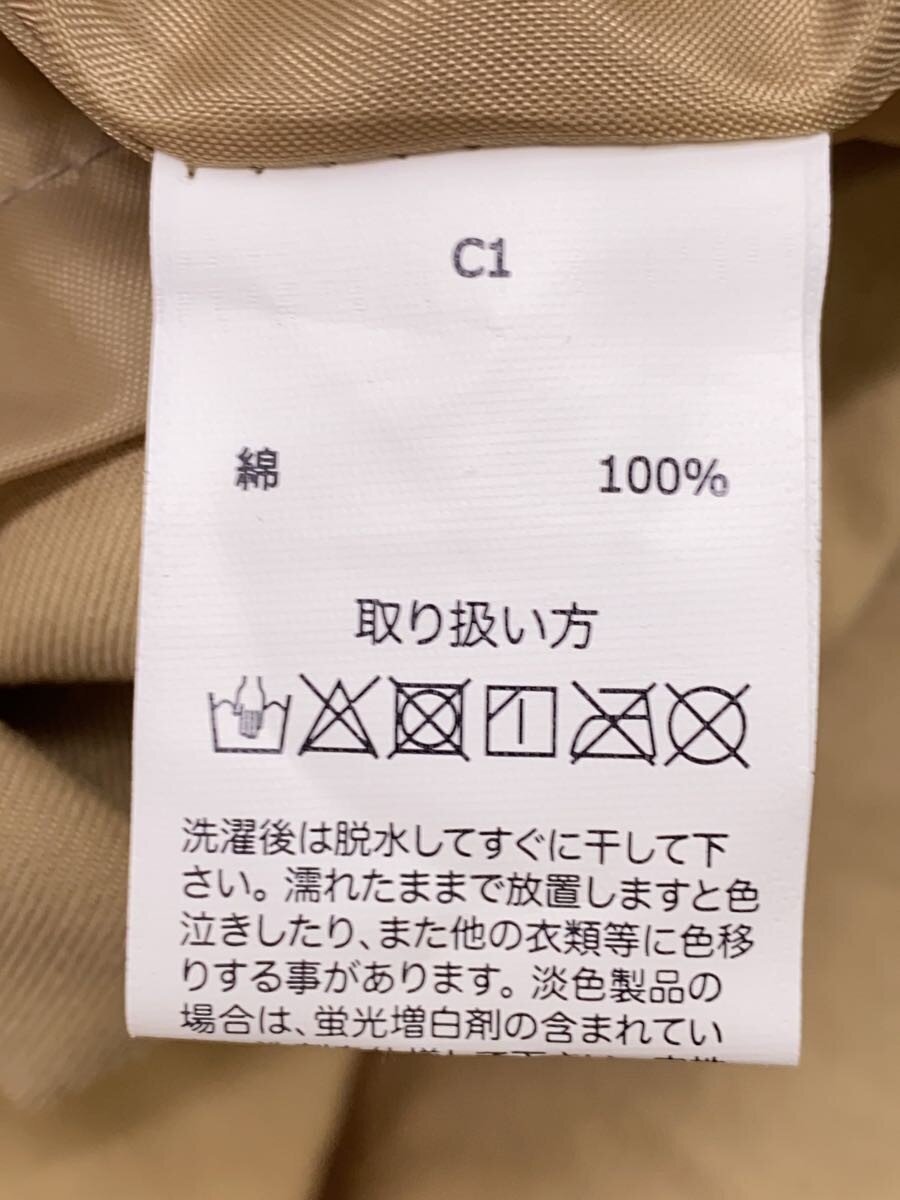 C1
綿 100%
取り扱い方
洗濯後は脱水してすぐに干して下
さい。濡れたままで放置しますと色
泣きしたり、また他の衣類等に色移
りする事があります。淡色製品の
場合は、蛍光増白剤の含まれてい